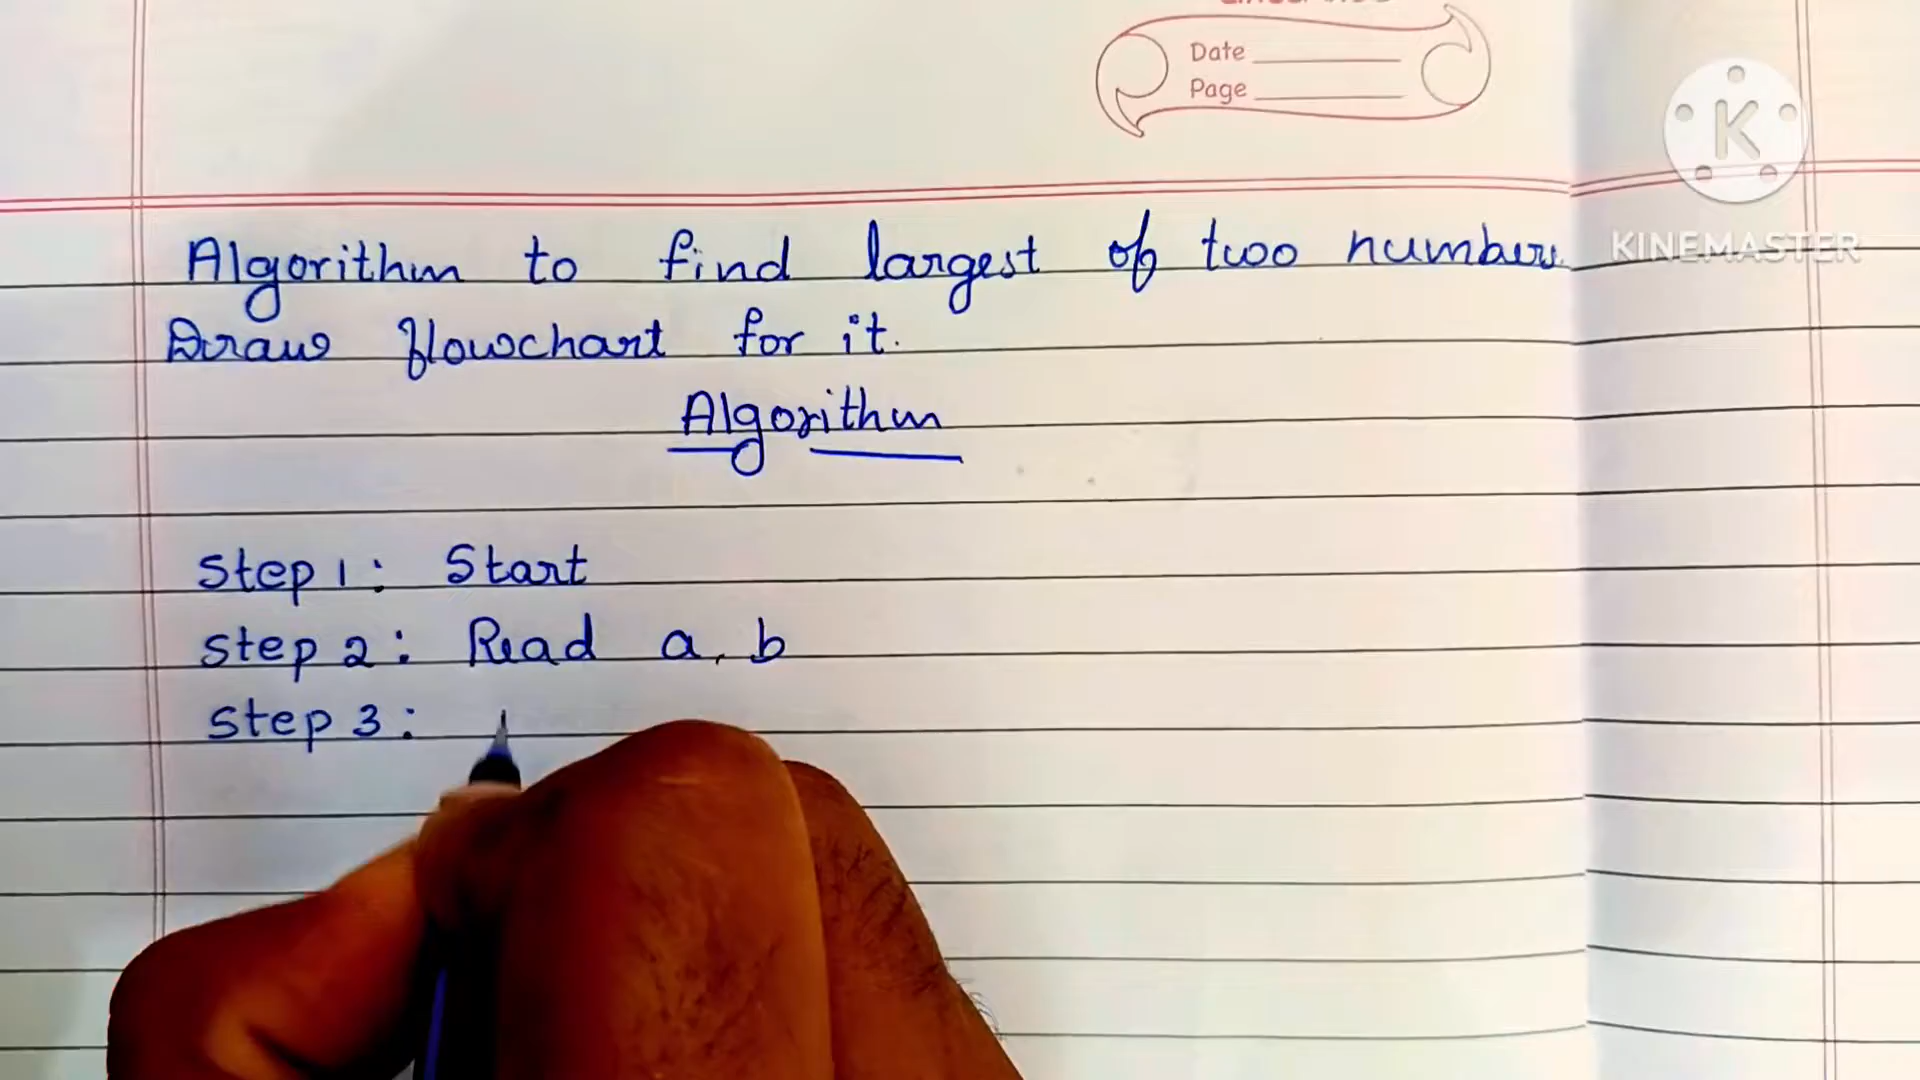 Date
Page
K
KINEMASTER
Algorithm to find largest of two numbers.
Draw flowchart for it.
Algorithm
Step 1: Start
Step 2: Read a, b
Step 3: